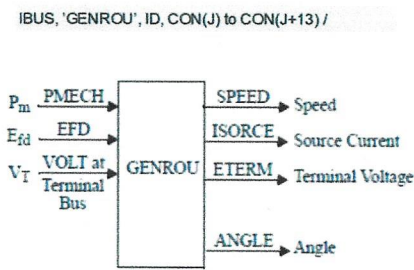 IBUS, 'GENROU', ID, CON(J) to CON(J+13) /
PMECH
SPEED
Pm
Speed
EFD
ISORCE
Efd
Source Current
VOLT at
GENROU
ETERM
VT
Terminal Voltage
Terminal
Bus
ANGLE
Angle